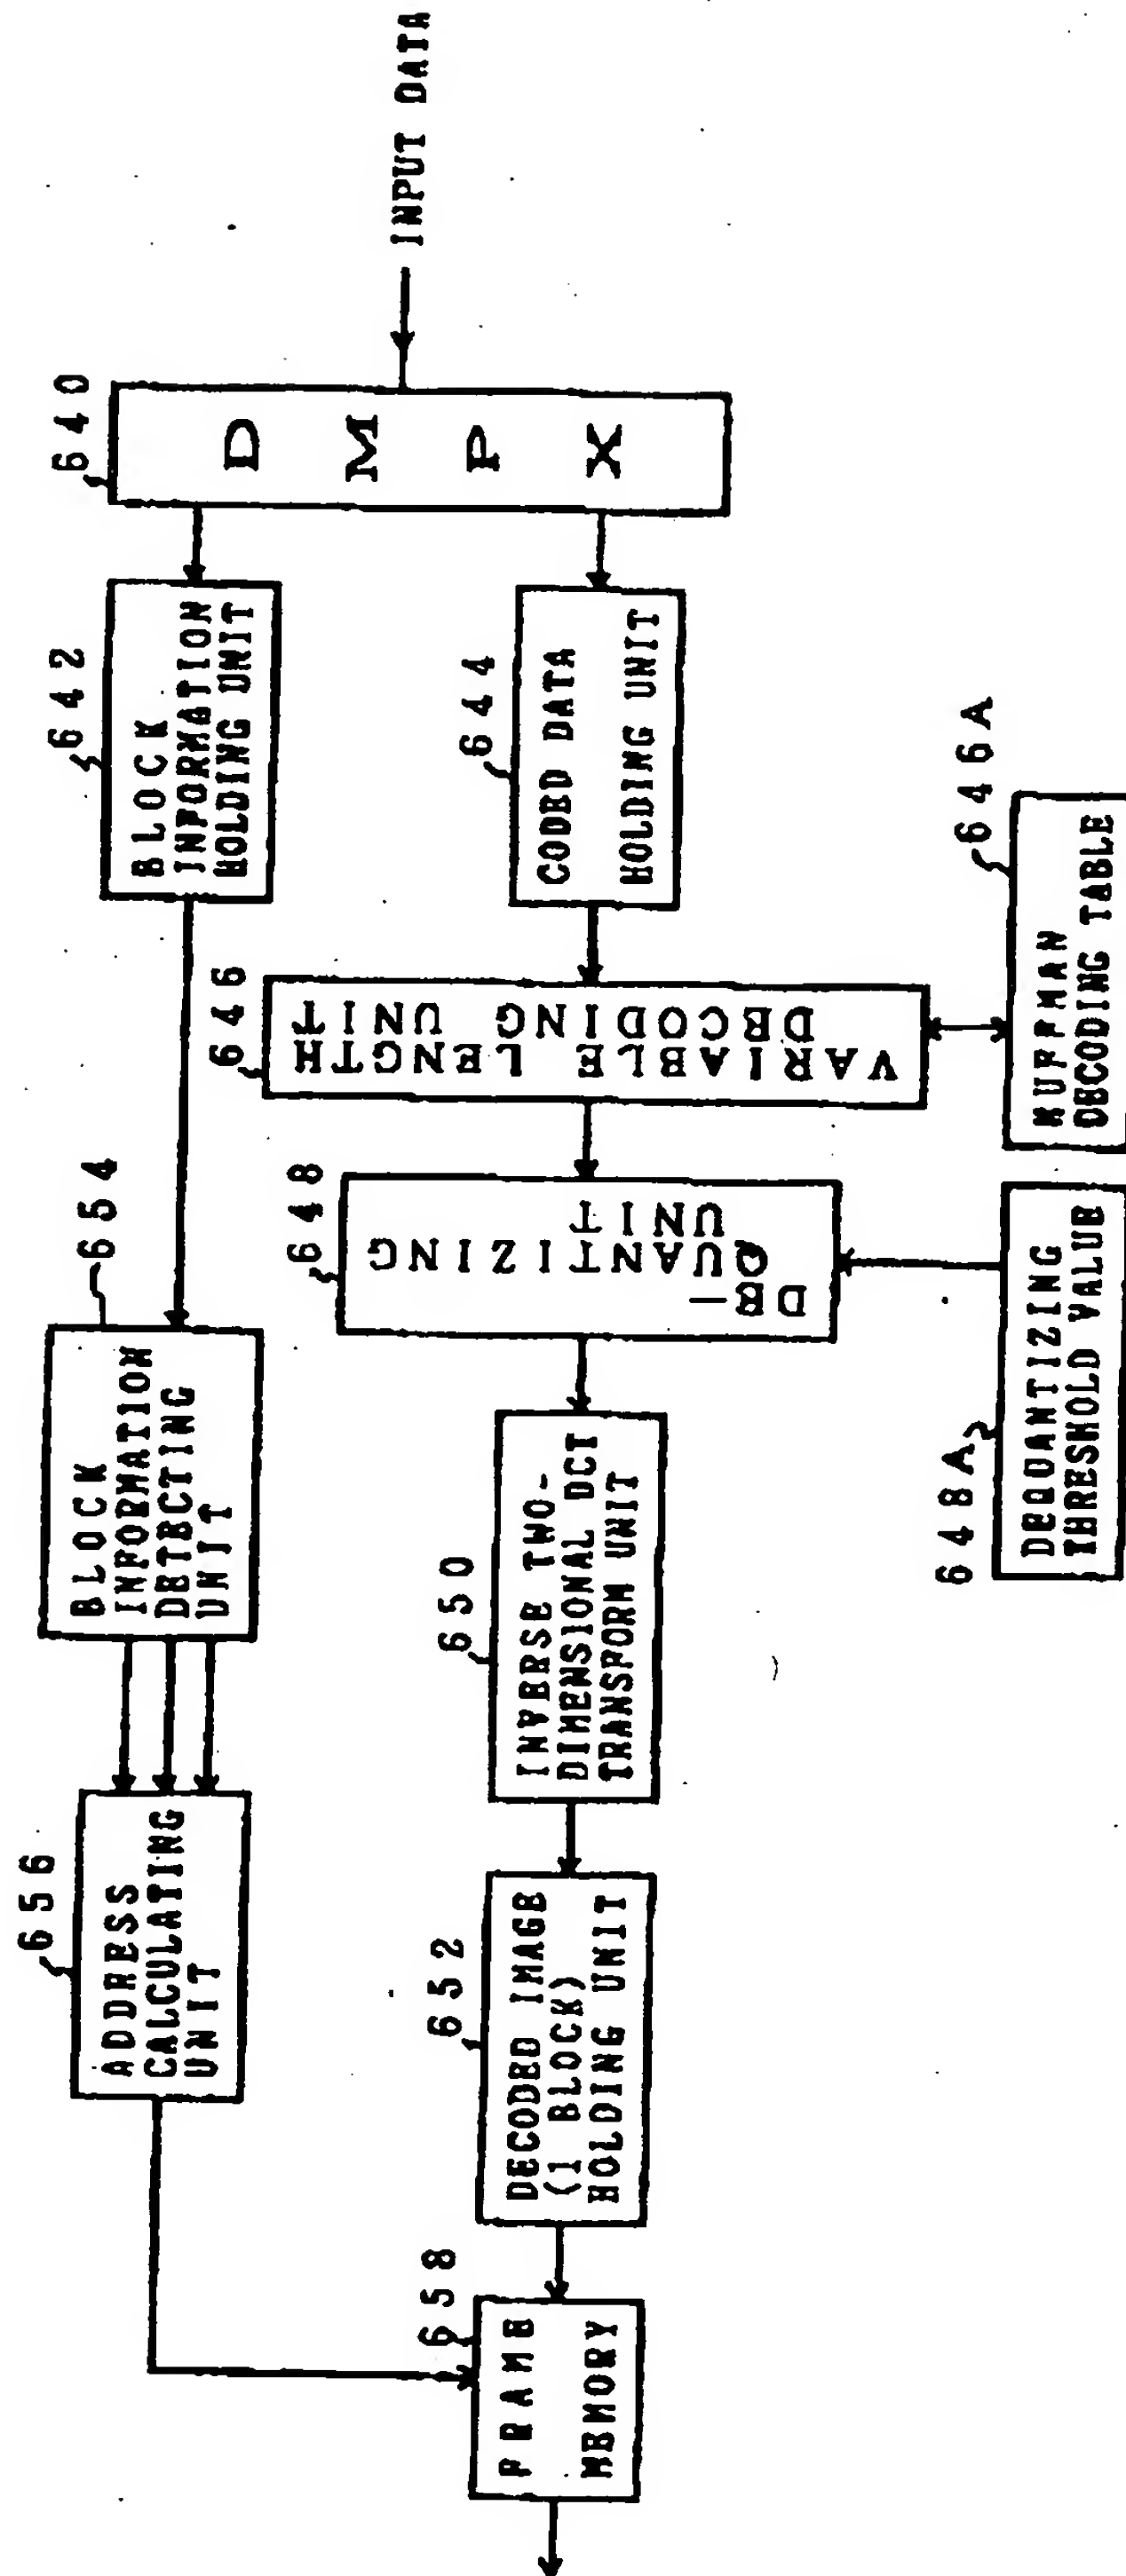 INPUT DATA
640
DMPX
642
BLOCK
INFORMATION
HOLDING UNIT
644
CODED DATA
HOLDING UNIT
646
VARIABLE LENGTH
DECODING UNIT
646A
HUFFMAN
DECODING TABLE
648
DE-
QUANTIZING
UNIT
648A
DEQUANTIZING
THRESHOLD VALUE
650
INVERSE TWO-
DIMENSIONAL DCT
TRANSFORM UNIT
652
DECODED IMAGE
(1 BLOCK)
HOLDING UNIT
654
BLOCK
INFORMATION
DETECTING
UNIT
656
ADDRESS
CALCULATING
UNIT
658
FRAME
MEMORY